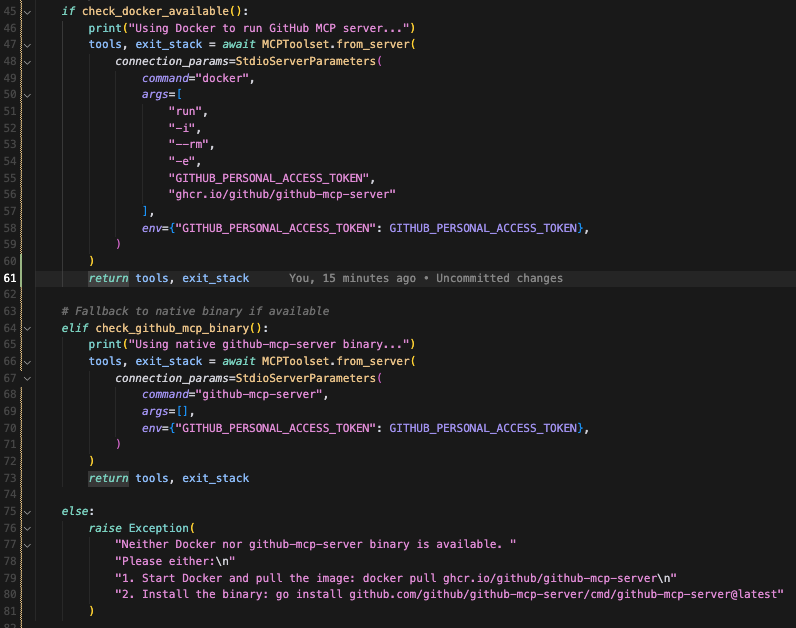 45 if check_docker_available():
46 print("Using Docker to run GitHub MCP server...")
47 tools, exit_stack = await MCPToolset.from_server(
48 connection_params=StdioServerParameters(
49 command="docker",
50 args=[
51 "run",
52 "-i",
53 "--rm",
54 "-e",
55 "GITHUB_PERSONAL_ACCESS_TOKEN",
56 "ghcr.io/github/github-mcp-server"
57 ],
58 env={"GITHUB_PERSONAL_ACCESS_TOKEN": GITHUB_PERSONAL_ACCESS_TOKEN},
59 )
60 )
61 return tools, exit_stack You, 15 minutes ago • Uncommitted changes
62
63 # Fallback to native binary if available
64 elif check_github_mcp_binary():
65 print("Using native github-mcp-server binary...")
66 tools, exit_stack = await MCPToolset.from_server(
67 connection_params=StdioServerParameters(
68 command="github-mcp-server",
69 args=[],
70 env={"GITHUB_PERSONAL_ACCESS_TOKEN": GITHUB_PERSONAL_ACCESS_TOKEN},
71 )
72 )
73 return tools, exit_stack
74
75 else:
76 raise Exception(
77 "Neither Docker nor github-mcp-server binary is available. "
78 "Please either:\n"
79 "1. Start Docker and pull the image: docker pull ghcr.io/github/github-mcp-server\n"
80 "2. Install the binary: go install github.com/github/github-mcp-server/cmd/github-mcp-server@latest"
81 )